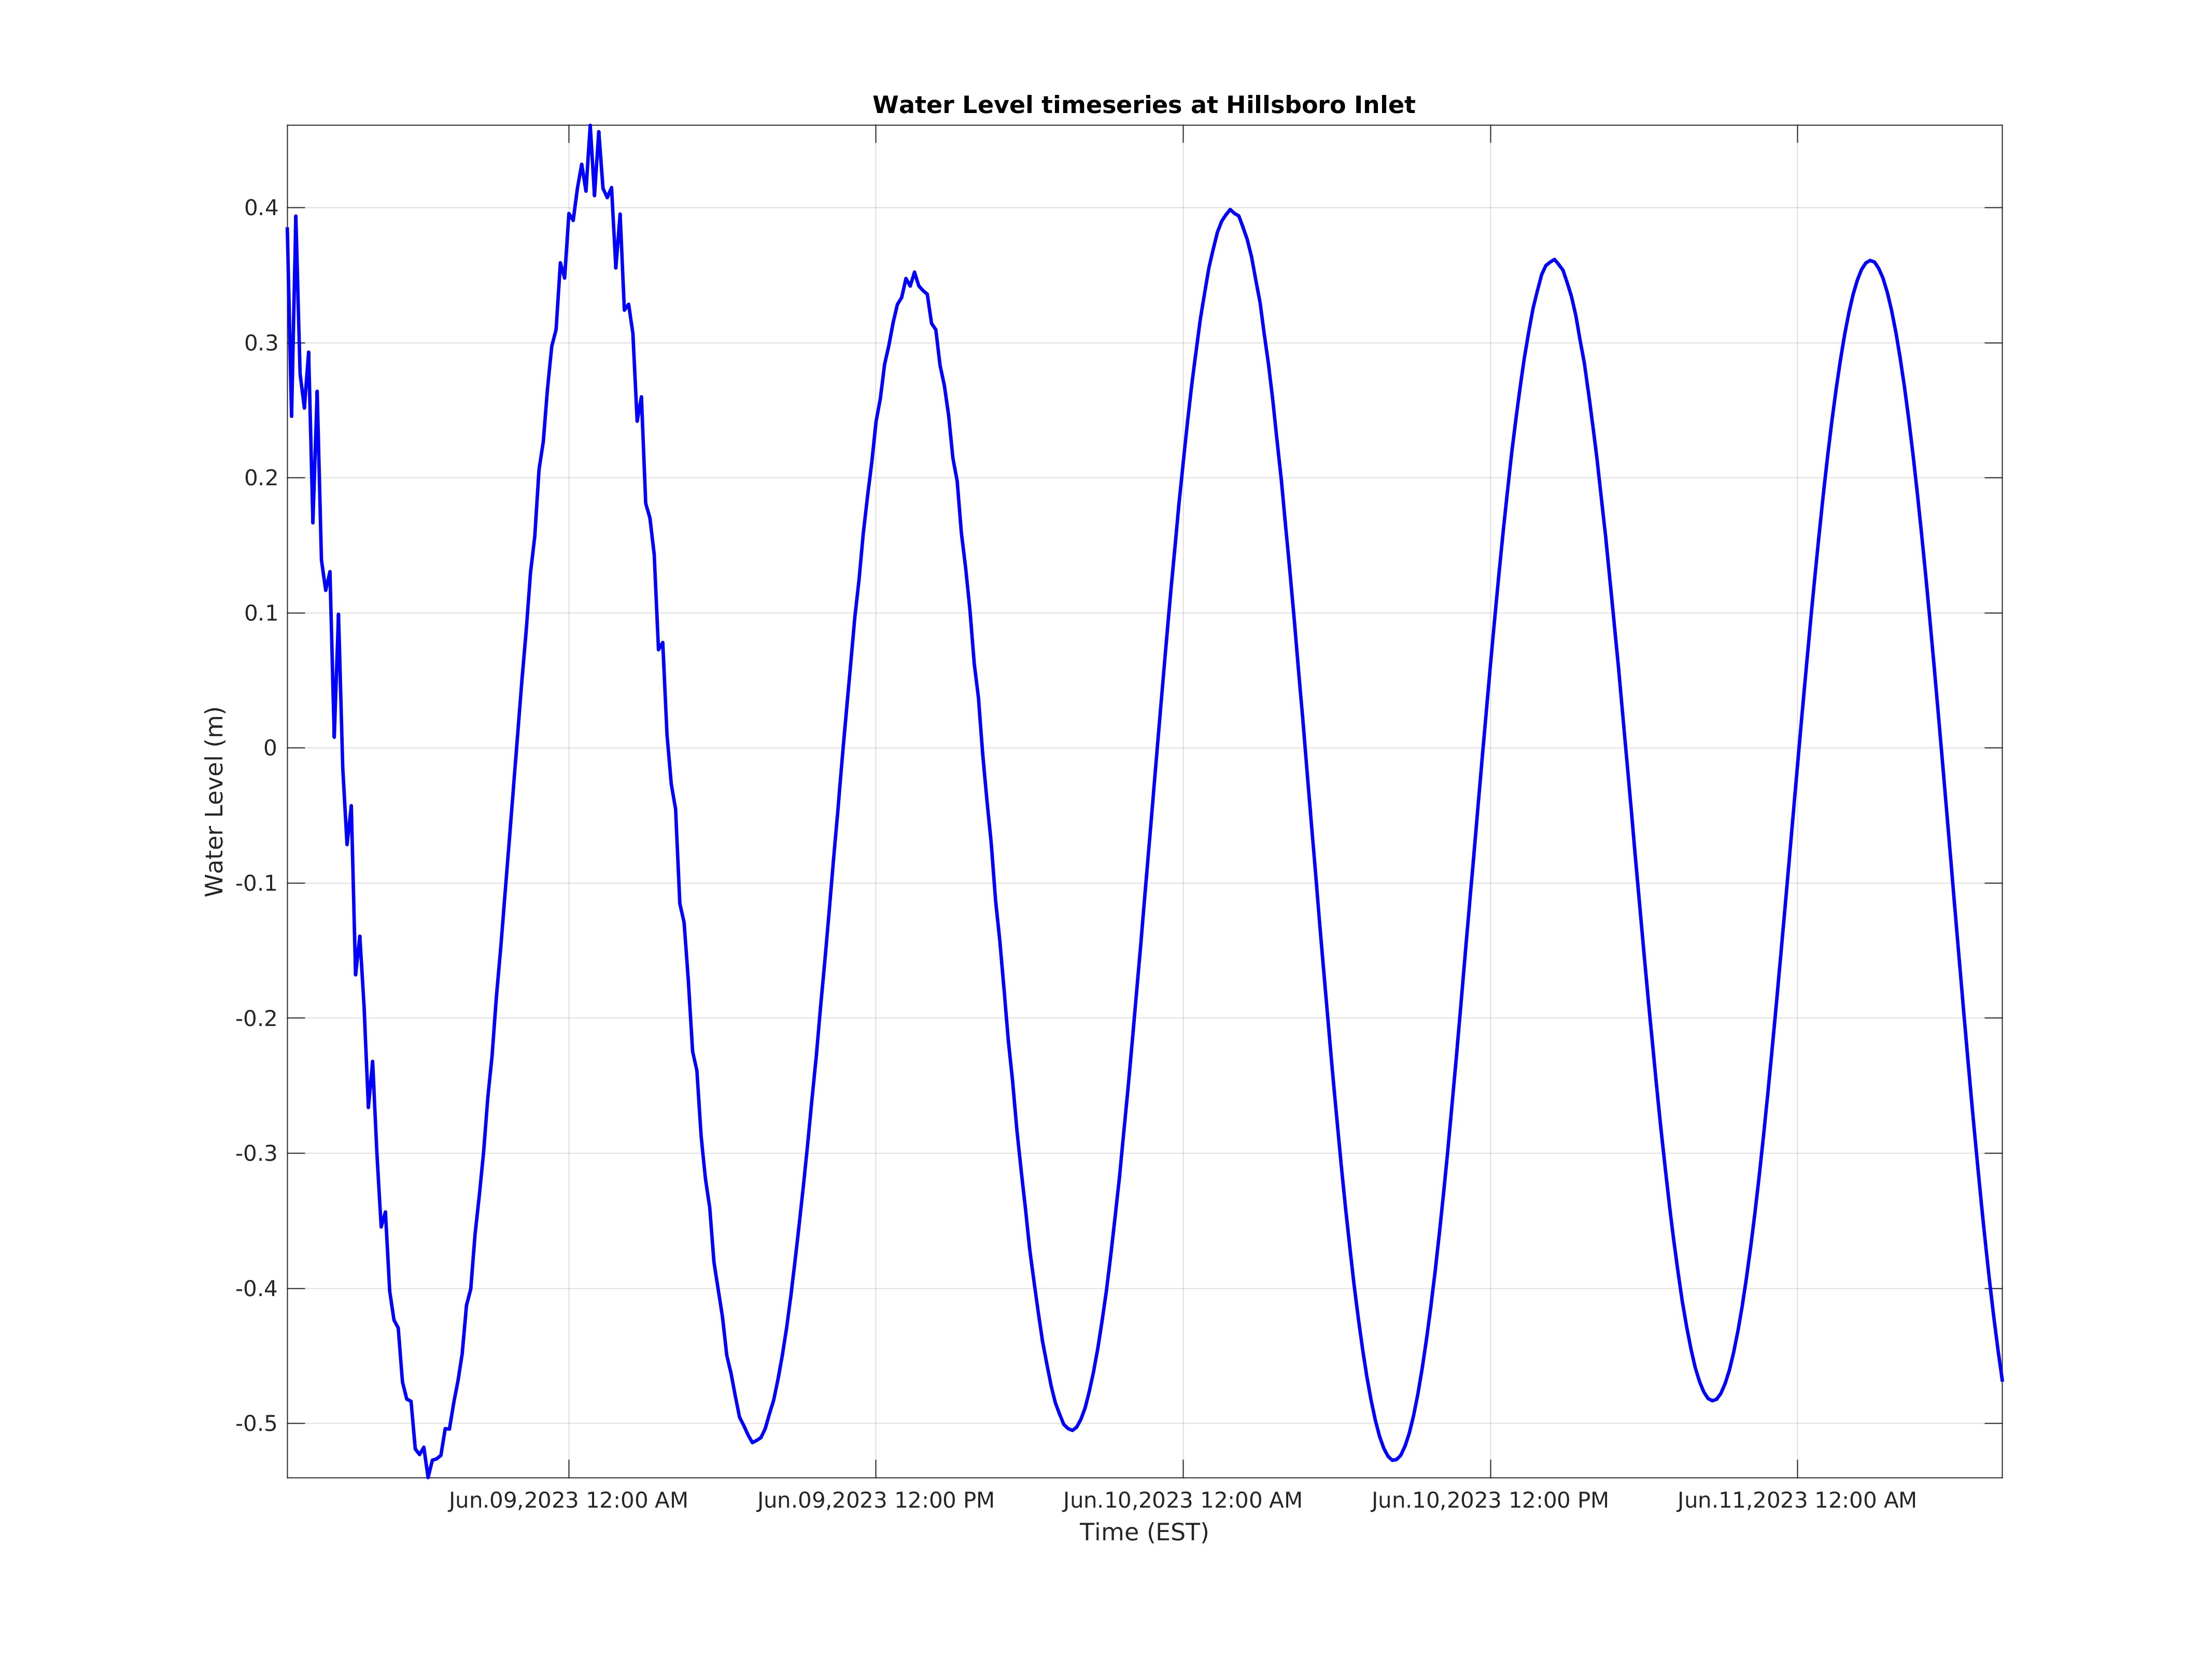 Water Level timeseries at Hillsboro Inlet
0.4
0.3
0.2
0.1
0
-0.1
-0.2
-0.3
-0.4
-0.5
Water Level (m)
Jun.09,2023 12:00 AM Jun.09,2023 12:00 PM Jun.10,2023 12:00 AM Jun.10,2023 12:00 PM Jun.11,2023 12:00 AM
Time (EST)